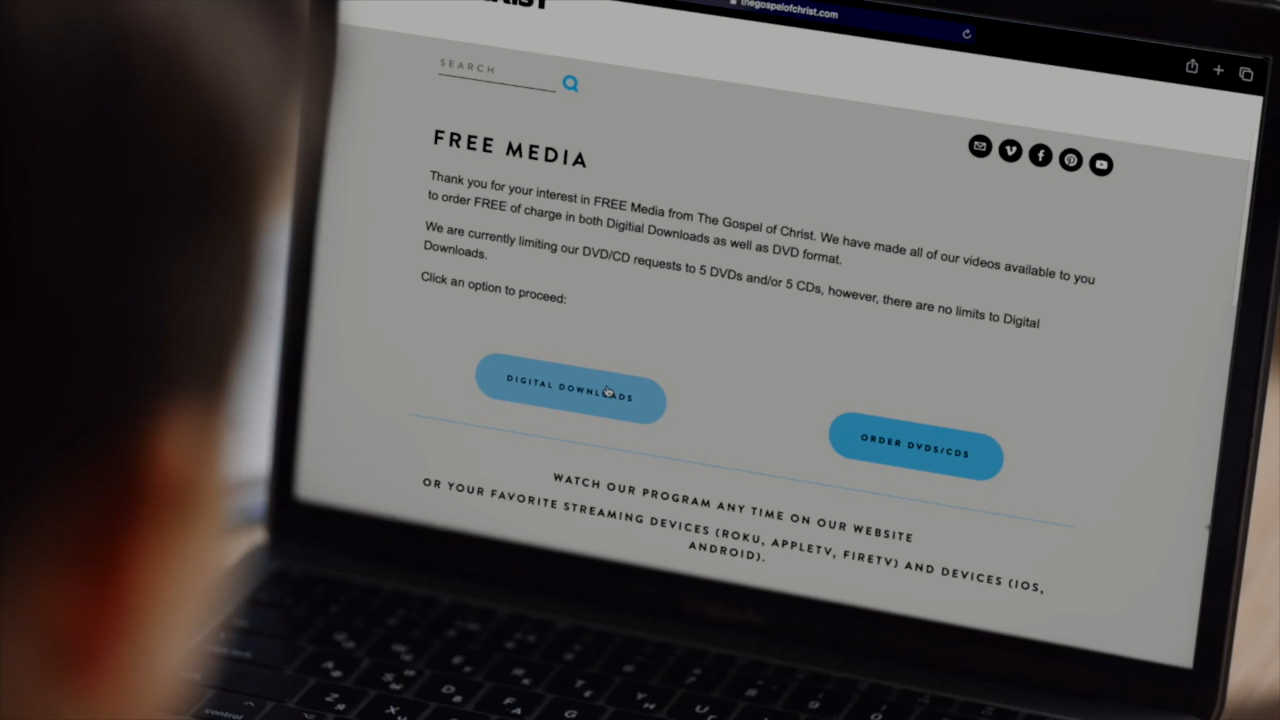 thegospelofchrist.com
SEARCH
FREE MEDIA
Thank you for your interest in FREE Media from The Gospel of Christ. We have made all of our videos available to you
to order FREE of charge in both Digitial Downloads as well as DVD format.
We are currently limiting our DVD/CD requests to 5 DVDs and/or 5 CDs, however, there are no limits to Digital
Downloads.
Click an option to proceed:
DIGITAL DOWNLOADS
ORDER DVDS/CDS
WATCH OUR PROGRAM ANY TIME ON OUR WEBSITE
OR YOUR FAVORITE STREAMING DEVICES (ROKU, APPLETV, FIRETV) AND DEVICES (IOS,
ANDROID).
control